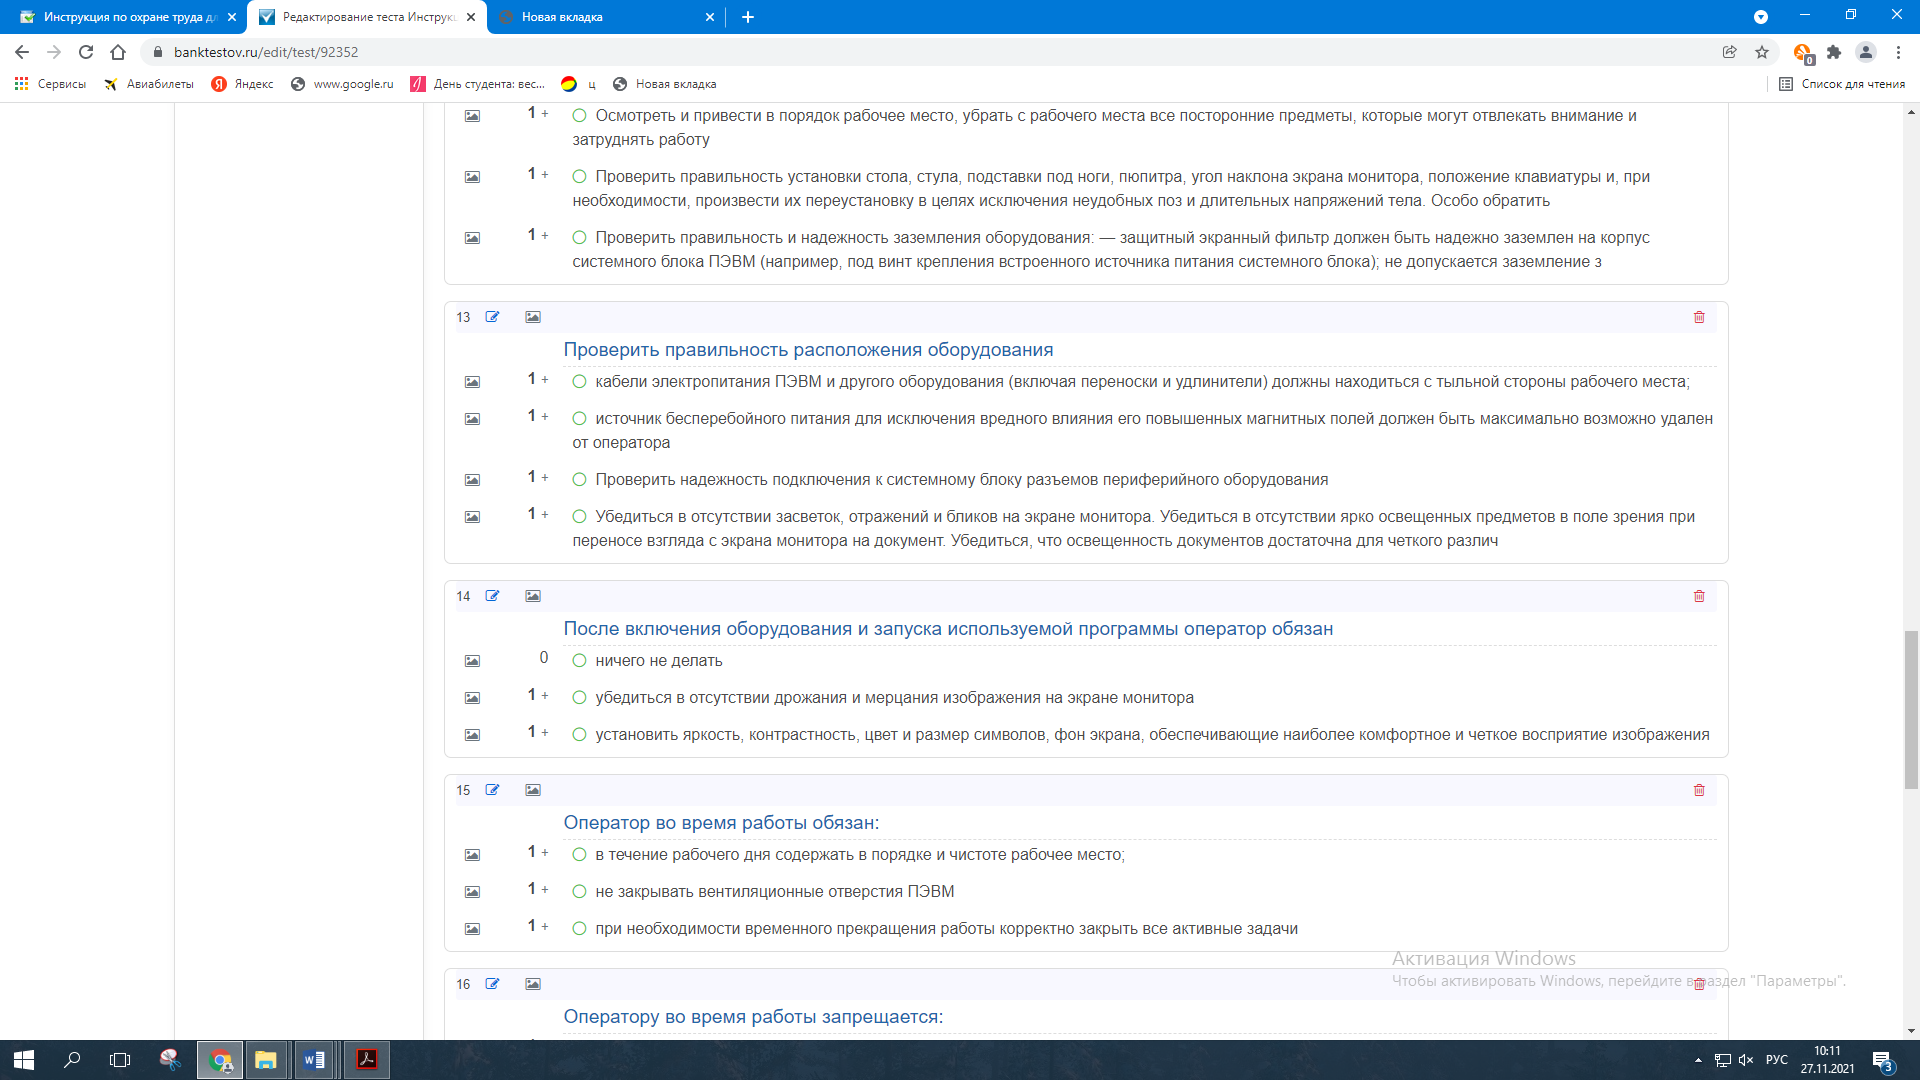 Инструкция по охране труда дл
Редактирование теста Инструкц
Новая вкладка
banktestov.ru/edit/test/92352
0
Сервисы
Авиабилеты
Яндекс
www.google.ru
День студента: вес...
ц
Новая вкладка
Список для чтения
1 + Осмотреть и привести в порядок рабочее место, убрать с рабочего места все посторонние предметы, которые могут отвлекать внимание и
затруднять работу
1 + Проверить правильность установки стола, стула, подставки под ноги, пюпитра, угол наклона экрана монитора, положение клавиатуры и, при
необходимости, произвести их переустановку в целях исключения неудобных поз и длительных напряжений тела. Особо обратить
1 + Проверить правильность и надежность заземления оборудования: — защитный экранный фильтр должен быть надежно заземлен на корпус
системного блока ПЭВМ (например, под винт крепления встроенного источника питания системного блока); не допускается заземление з
13
Проверить правильность расположения оборудования
1 + кабели электропитания ПЭВМ и другого оборудования (включая переноски и удлинители) должны находиться с тыльной стороны рабочего места;
1 + источник бесперебойного питания для исключения вредного влияния его повышенных магнитных полей должен быть максимально возможно удален
от оператора
1 + Проверить надежность подключения к системному блоку разъемов периферийного оборудования
1 + Убедиться в отсутствии засветок, отражений и бликов на экране монитора. Убедиться в отсутствии ярко освещенных предметов в поле зрения при
переносе взгляда с экрана монитора на документ. Убедиться, что освещенность документов достаточна для четкого различ
14
После включения оборудования и запуска используемой программы оператор обязан
0 ничего не делать
1 + убедиться в отсутствии дрожания и мерцания изображения на экране монитора
1 + установить яркость, контрастность, цвет и размер символов, фон экрана, обеспечивающие наиболее комфортное и четкое восприятие изображения
15
Оператор во время работы обязан:
1 + в течение рабочего дня содержать в порядке и чистоте рабочее место;
1 + не закрывать вентиляционные отверстия ПЭВМ
1 + при необходимости временного прекращения работы корректно закрыть все активные задачи
Активация Windows
Чтобы активировать Windows, перейдите в раздел "Параметры".
16
Оператору во время работы запрещается:
РУС
10:11
27.11.2021
3